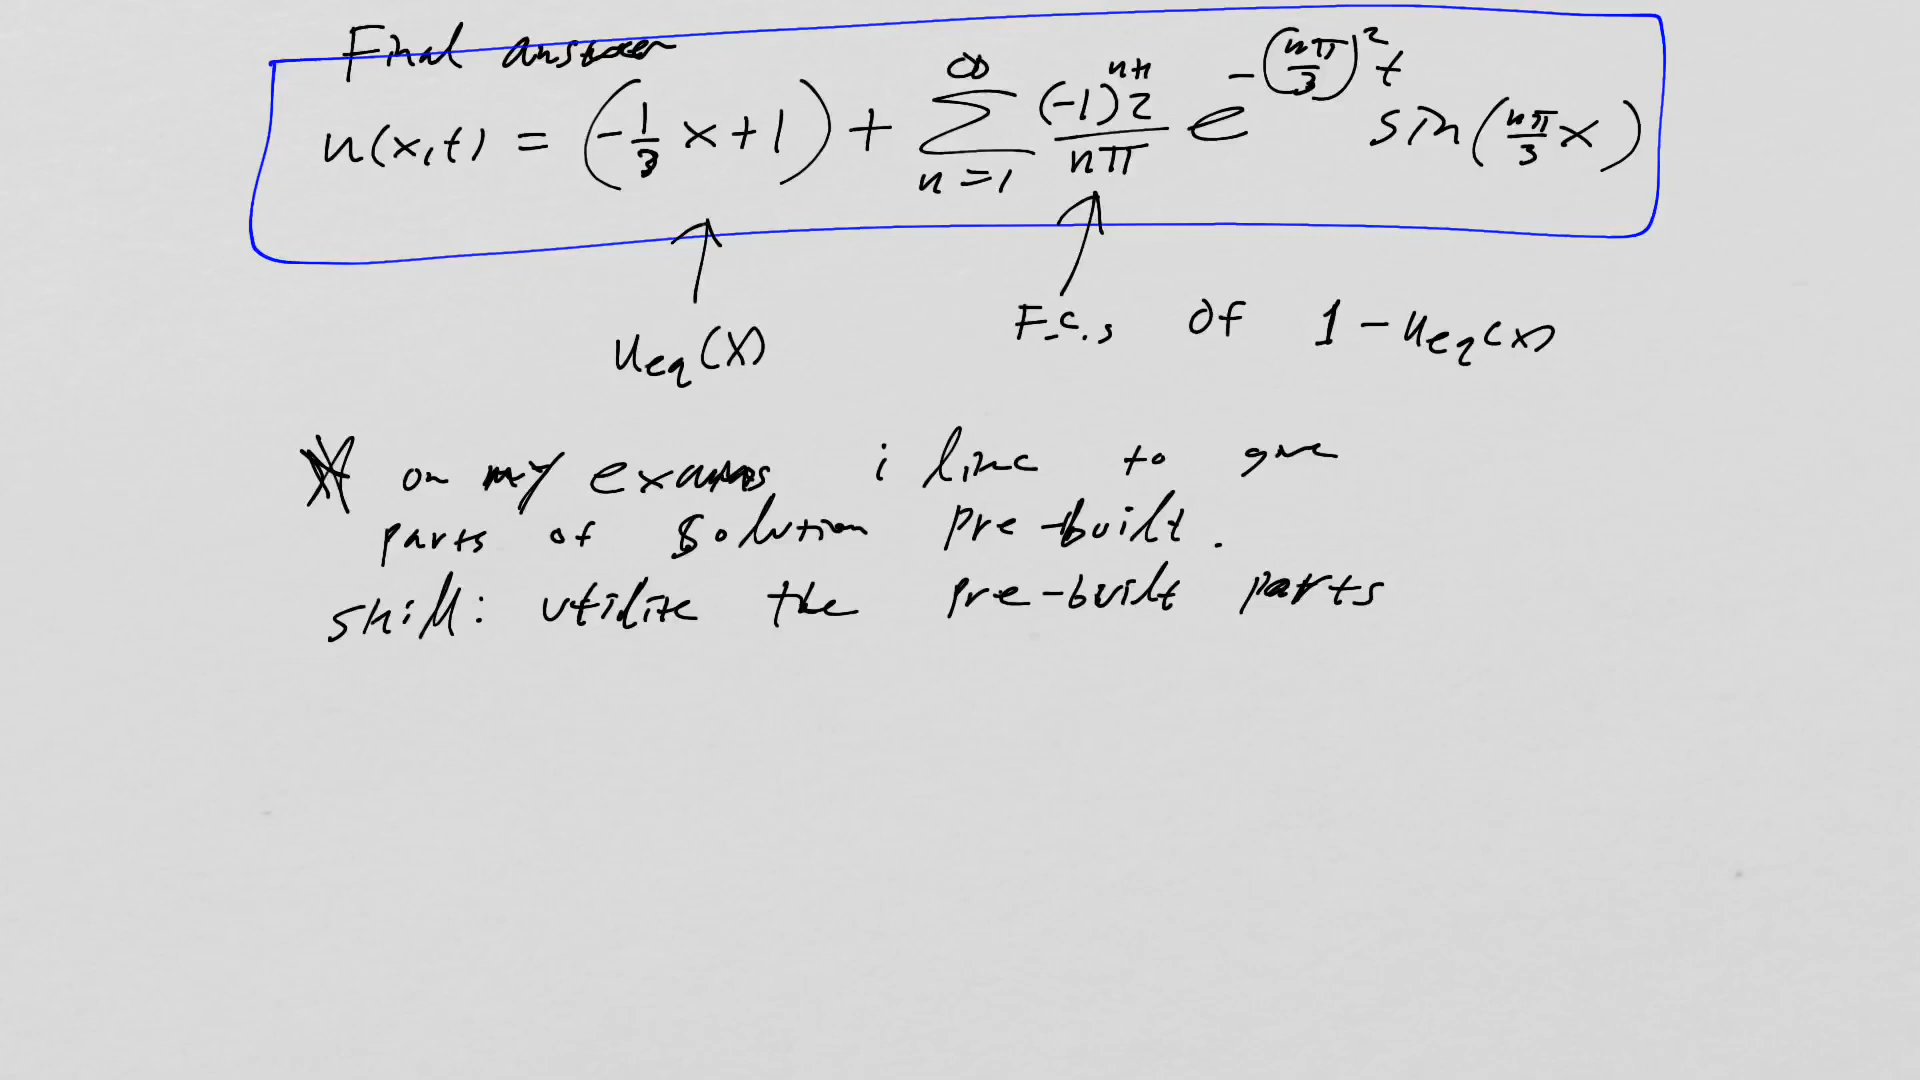 Final answer
u(x,t) = (-1/3 x + 1) + ∑_{n=1}^{∞} (-1)^{n+1} 2 / nπ e^{-(nπ/3)^2 t} sin(nπ/3 x)
u_eq(x) F.C.s of 1 - u_eq(x)
* on my exams i like to give
parts of solution pre-built.
skill: utilize the pre-built parts